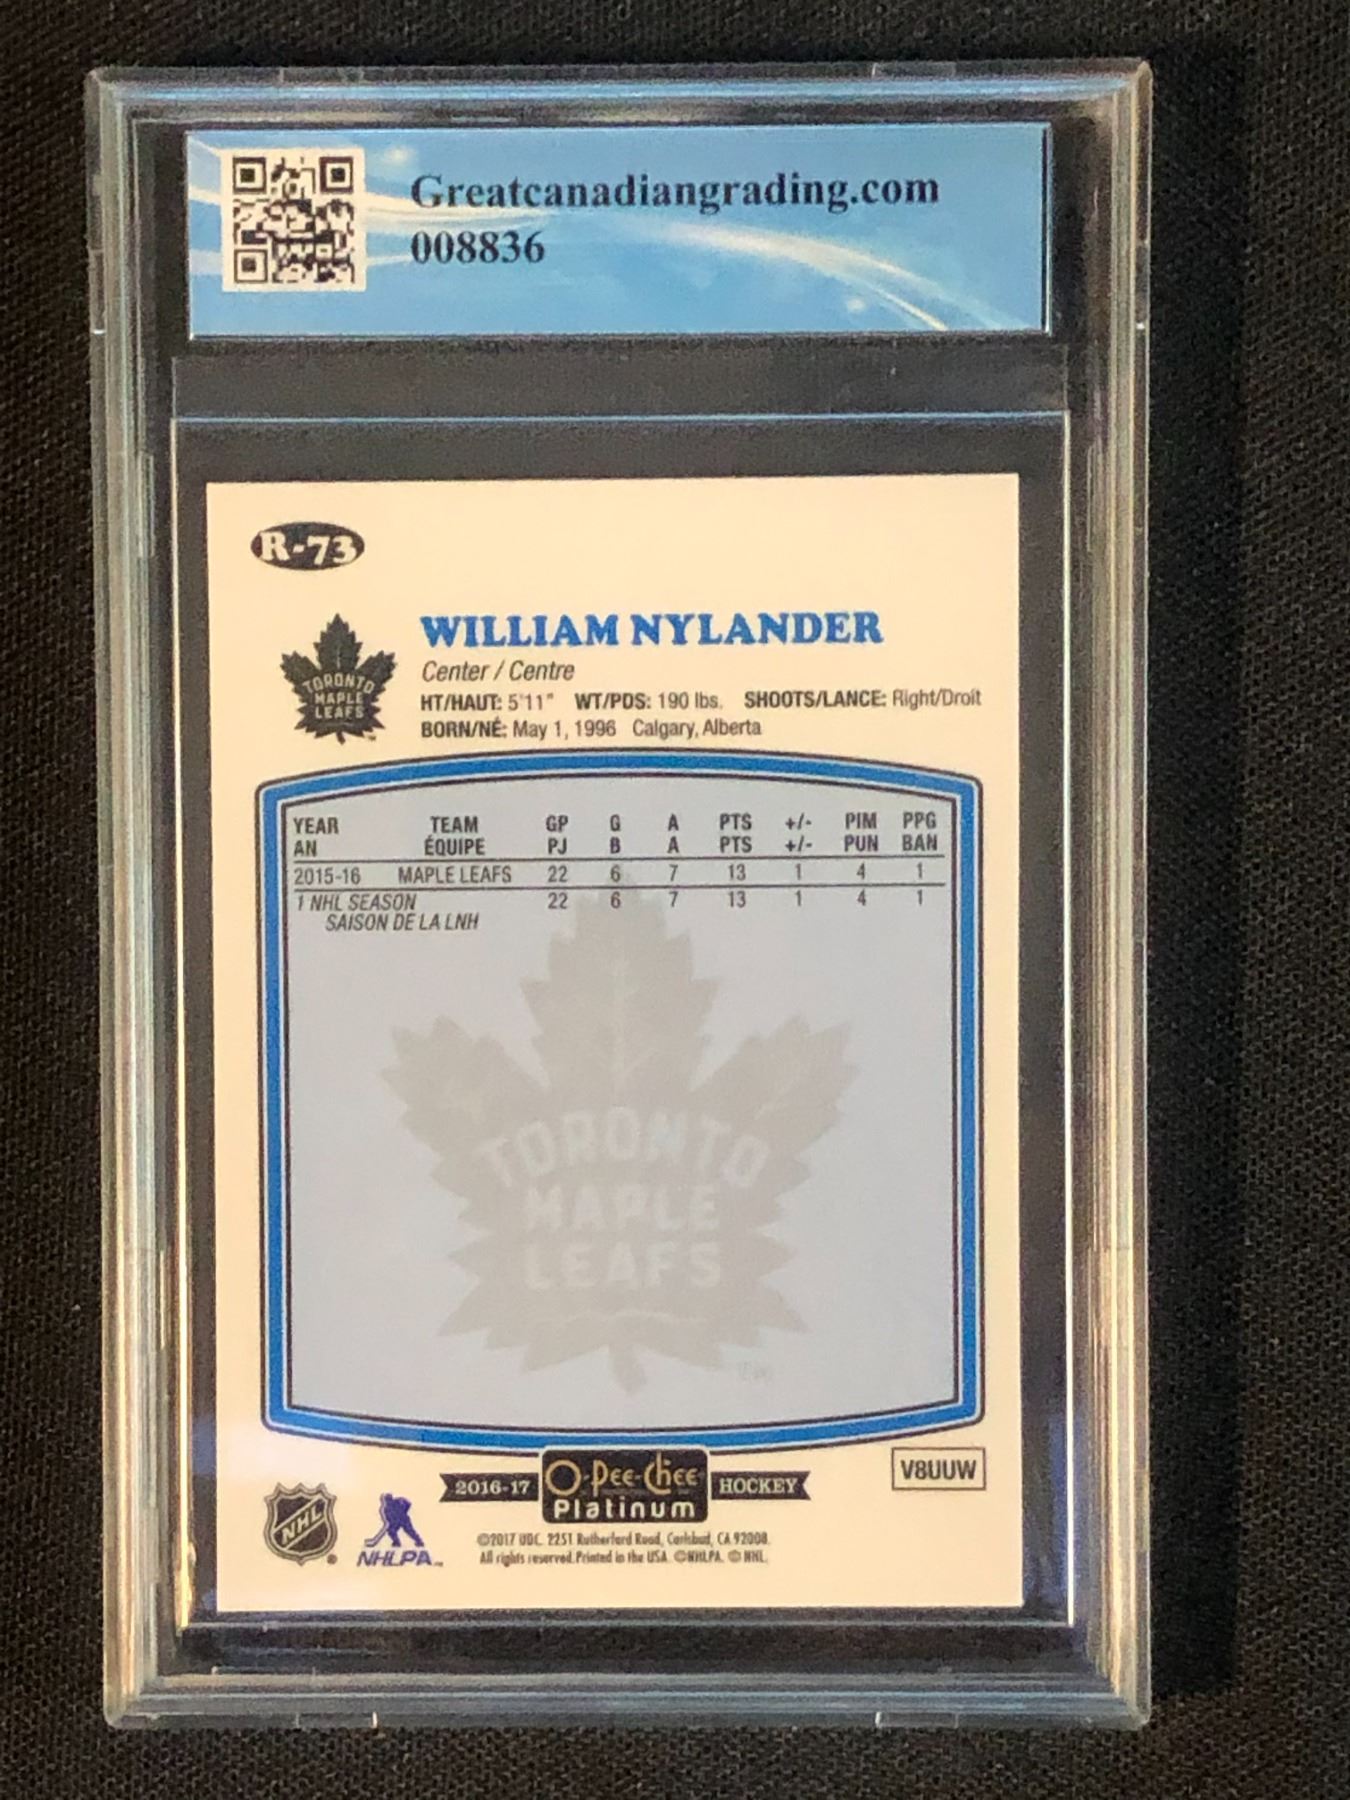 Greatcanadiangrading.com
008836
R-73
TORONTO
MAPLE
LEAFS
WILLIAM NYLANDER
Center / Centre
HT/HAUT: 5'11" WT/PDS: 190 lbs. SHOOTS/LANCE: Right/Droit
BORN/NÉ: May 1, 1996 Calgary, Alberta
YEAR TEAM GP G A PTS +/- PIM PPG
AN ÉQUIPE PJ B A PTS +/- PUN BAN
2015-16 MAPLE LEAFS 22 6 7 13 1 4 1
1 NHL SEASON 22 6 7 13 1 4 1
SAISON DE LA LNH
TORONTO
MAPLE
LEAFS
V8UUW
2016-17 O-Pee-Chee HOCKEY
Platinum
NHL
NHLPA
©2017 UDC. 2251 Rutherford Road, Carlsbad, CA 92008.
All rights reserved. Printed in the USA. ©NHLPA. © NHL.